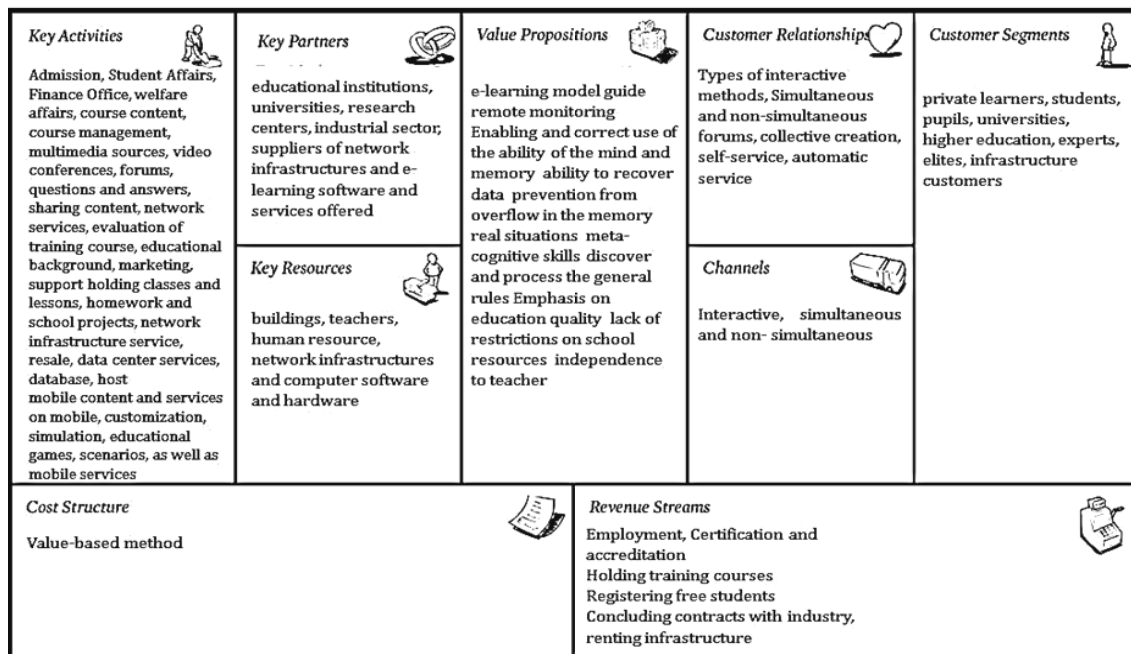 Key Activities
Admission, Student Affairs,
Finance Office, welfare
affairs, course content,
course management,
multimedia sources, video
conferences, forums,
questions and answers,
sharing content, network
services, evaluation of
training course, educational
background, marketing,
support holding classes and
lessons, homework and
school projects, network
infrastructure service,
resale, data center services,
database, host
mobile content and services
on mobile, customization,
simulation, educational
games, scenarios, as well as
mobile services
Key Partners
educational institutions,
universities, research
centers, industrial sector,
suppliers of network
infrastructures and e-
learning software and
services offered
Key Resources
buildings, teachers,
human resource,
network infrastructures
and computer software
and hardware
Value Propositions
e-learning model guide
remote monitoring
Enabling and correct use of
the ability of the mind and
memory ability to recover
data prevention from
overflow in the memory
real situations meta-
cognitive skills discover
and process the general
rules Emphasis on
education quality lack of
restrictions on school
resources independence
to teacher
Customer Relationships
Types of interactive
methods, Simultaneous
and non-simultaneous
forums, collective creation,
self-service, automatic
service
Channels
Interactive, simultaneous
and non- simultaneous
Customer Segments
private learners, students,
pupils, universities,
higher education, experts,
elites, infrastructure
customers
Cost Structure
Value-based method
Revenue Streams
Employment, Certification and
accreditation
Holding training courses
Registering free students
Concluding contracts with industry,
renting infrastructure